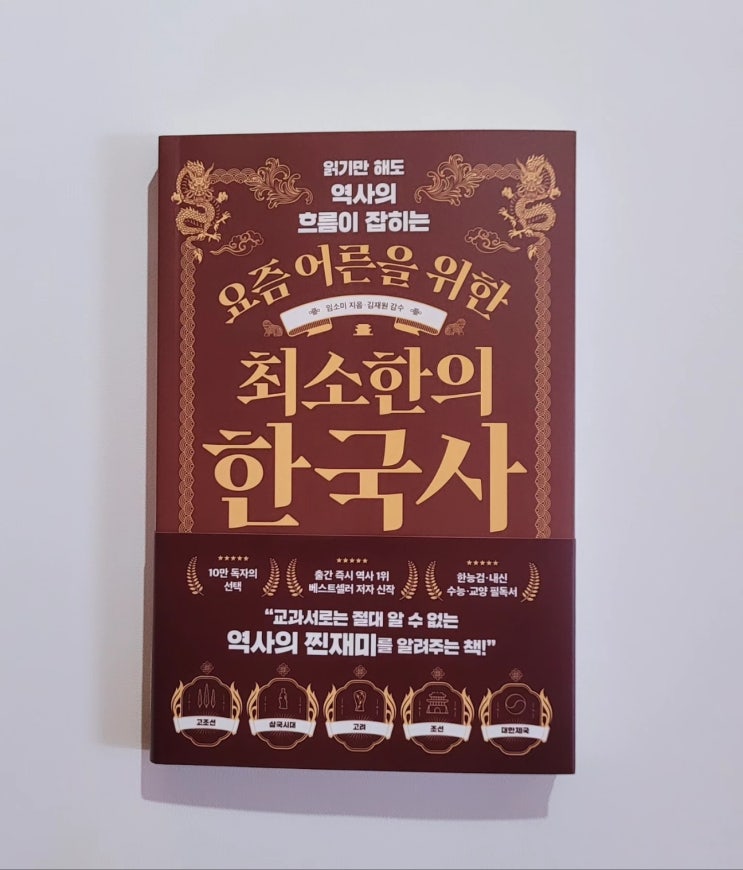 읽기만 해도
역사의
흐름이 잡히는
요즘 어른을 위한
임소미 지음·김재원 감수
최소한의
한국사
10만 독자의
선택
출간 즉시 역사 1위
베스트셀러 저자 신작
한능검·내신
수능·교양 필독서
“교과서로는 절대 알 수 없는
역사의 찐재미를 알려주는 책!”
고조선
삼국시대
고려
조선
대한제국